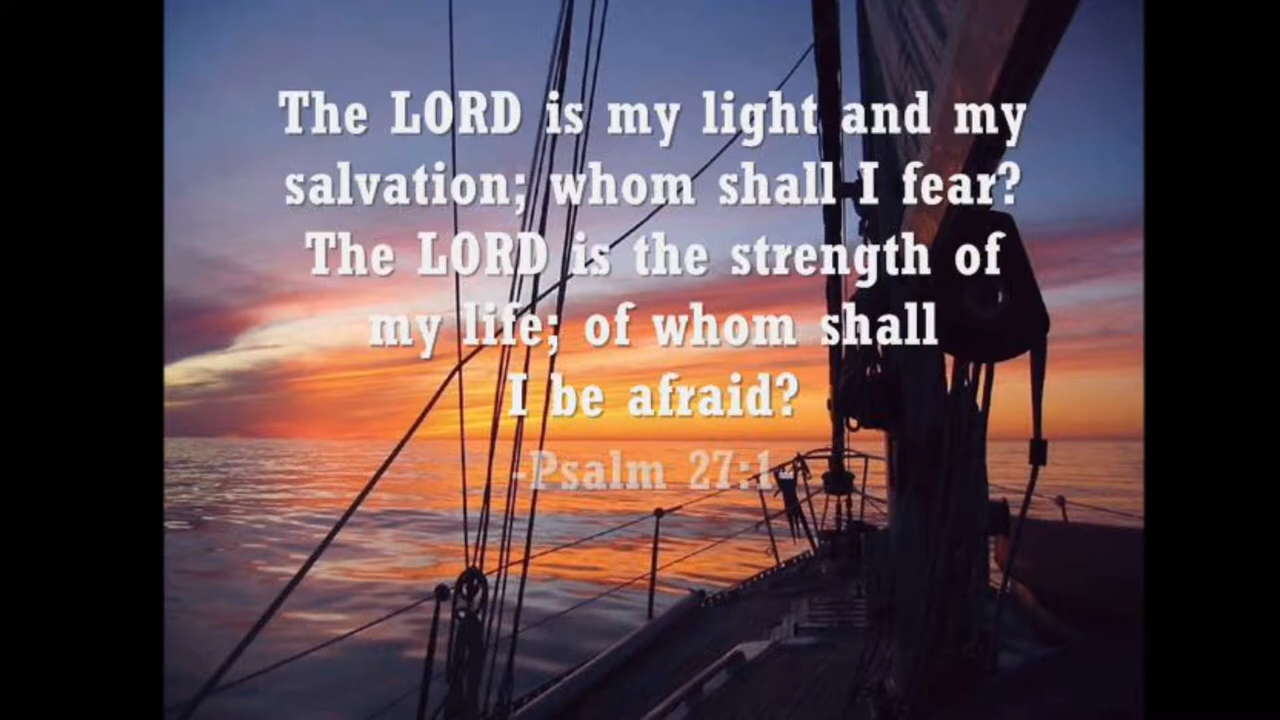 The LORD is my light and my
salvation; whom shall I fear?
The LORD is the strength of
my life; of whom shall
I be afraid?
-Psalm 27:1-